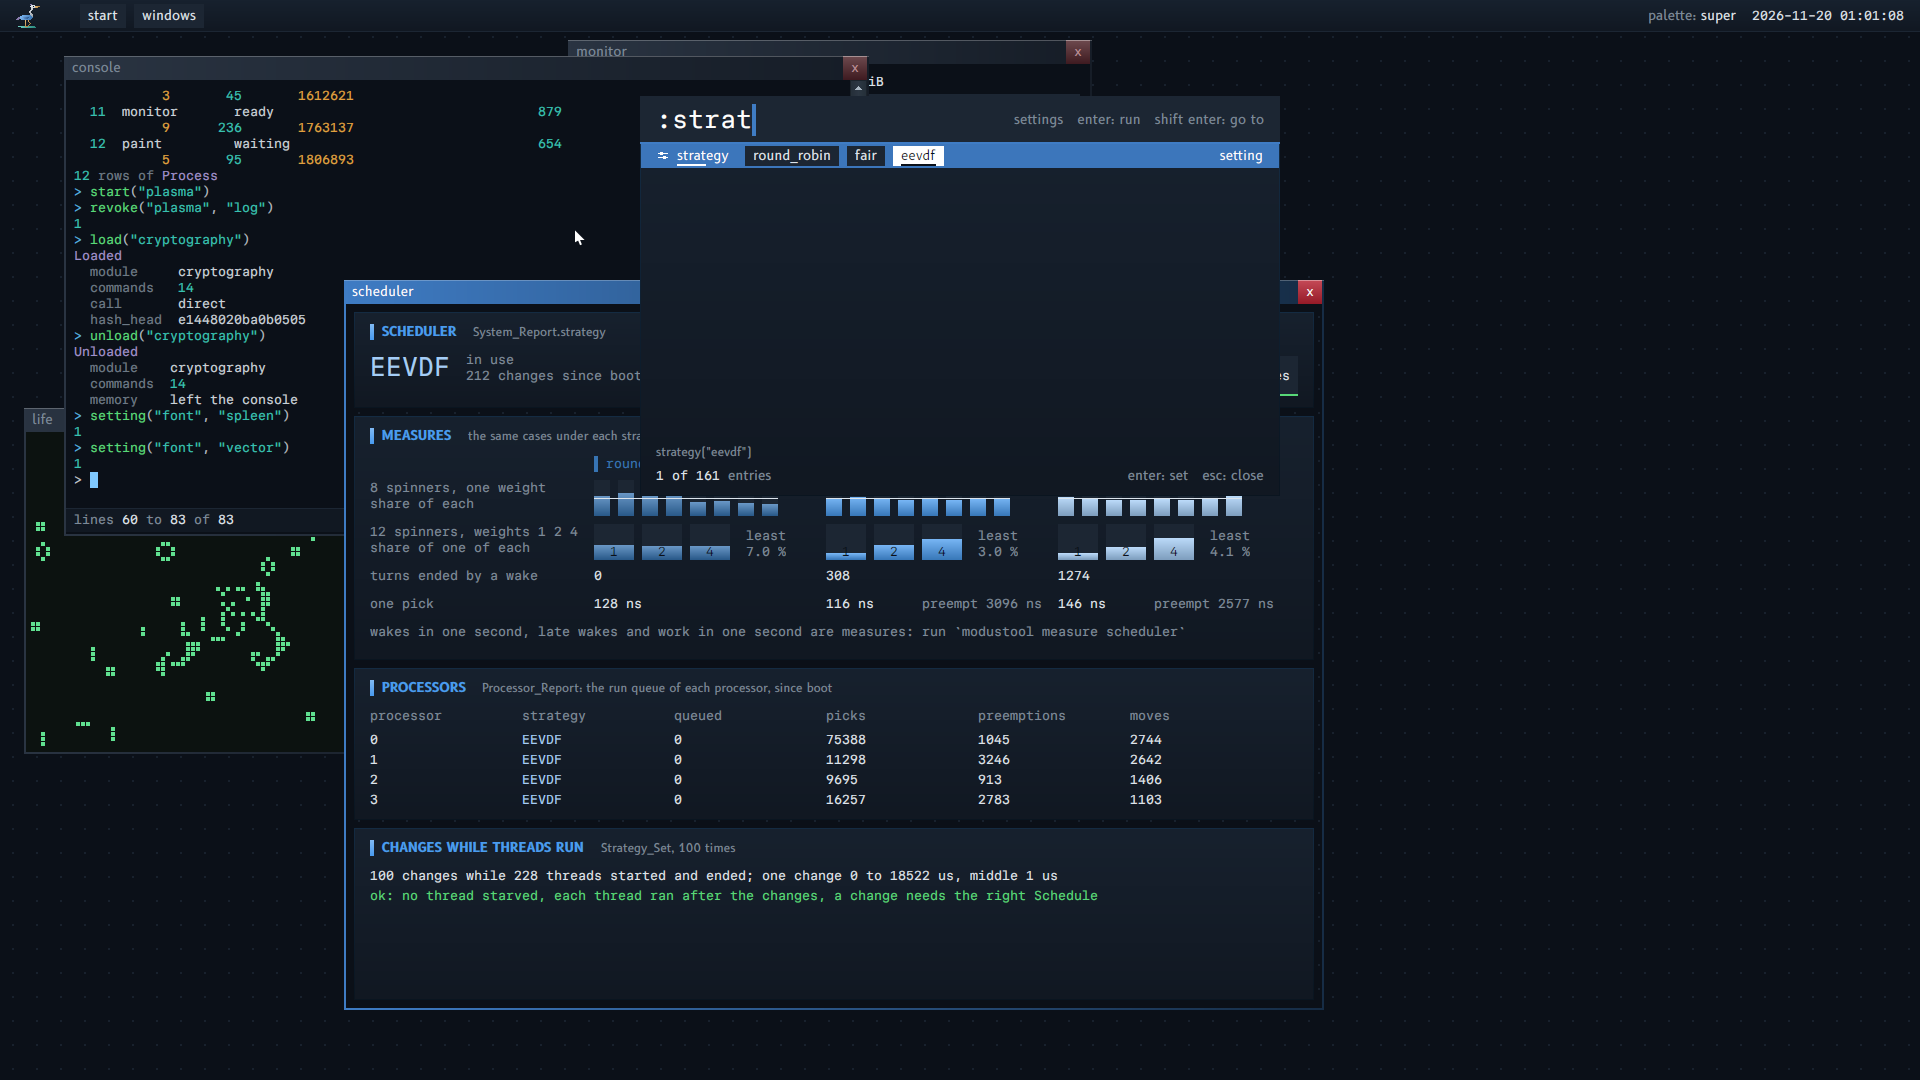 start windows palette: super 2026-11-20 01:01:08
monitor x
console x
iB
3 45 1612621
11 monitor ready 879
9 236 1763137
12 paint waiting 654
5 95 1806893
12 rows of Process
> start("plasma")
> revoke("plasma", "log")
1
> load("cryptography")
Loaded
module cryptography
commands 14
call direct
hash_head e1448020ba0b0505
> unload("cryptography")
Unloaded
module cryptography
commands 14
memory left the console
> setting("font", "spleen")
1
> setting("font", "vector")
1
>
lines 60 to 83 of 83
life
:strat settings enter: run shift enter: go to
strategy round_robin fair eevdf setting
strategy["eevdf"]
1 of 161 entries enter: set esc: close
scheduler x
SCHEDULER System_Report.strategy
EEVDF in use
212 changes since boot
MEASURES the same cases under each stra
roun
8 spinners, one weight
share of each
12 spinners, weights 1 2 4
share of one of each
1 2 4 least 7.0 % 1 2 4 least 3.0 % 1 2 4 least 4.1 %
turns ended by a wake 0 308 1274
one pick 128 ns 116 ns preempt 3096 ns 146 ns preempt 2577 ns
wakes in one second, late wakes and work in one second are measures: run `modustool measure scheduler`
PROCESSORS Processor_Report: the run queue of each processor, since boot
processor strategy queued picks preemptions moves
0 EEVDF 0 75388 1045 2744
1 EEVDF 0 11298 3246 2642
2 EEVDF 0 9695 913 1406
3 EEVDF 0 16257 2783 1103
CHANGES WHILE THREADS RUN Strategy_Set, 100 times
100 changes while 228 threads started and ended; one change 0 to 18522 us, middle 1 us
ok: no thread starved, each thread ran after the changes, a change needs the right Schedule